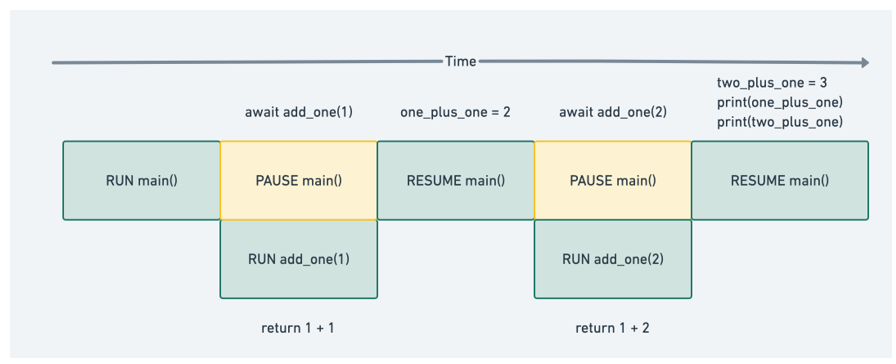 Time
await add_one(1)
one_plus_one = 2
await add_one(2)
two_plus_one = 3
print(one_plus_one)
print(two_plus_one)
RUN main()
PAUSE main()
RESUME main()
PAUSE main()
RESUME main()
RUN add_one(1)
RUN add_one(2)
return 1 + 1
return 1 + 2